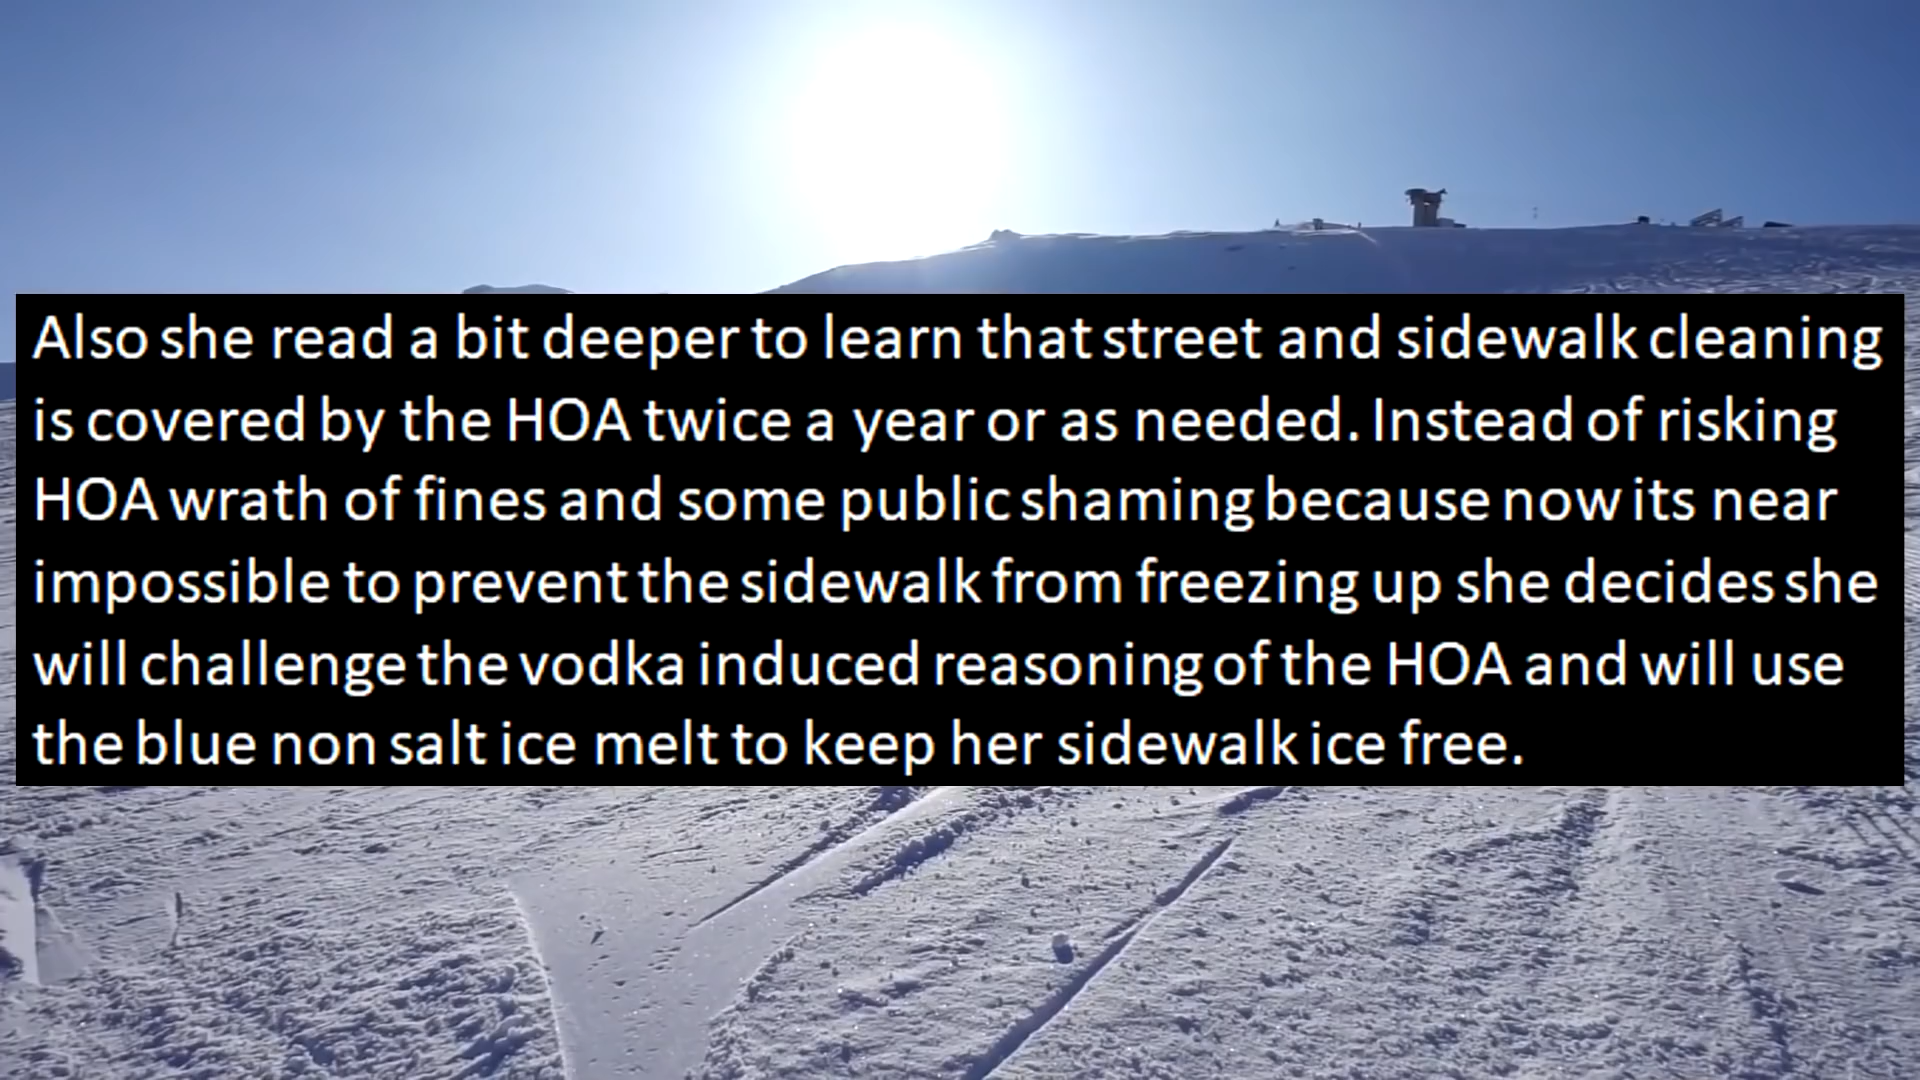 Also she read a bit deeper to learn that street and sidewalk cleaning
is covered by the HOA twice a year or as needed. Instead of risking
HOA wrath of fines and some public shaming because now its near
impossible to prevent the sidewalk from freezing up she decides she
will challenge the vodka induced reasoning of the HOA and will use
the blue non salt ice melt to keep her sidewalk ice free.